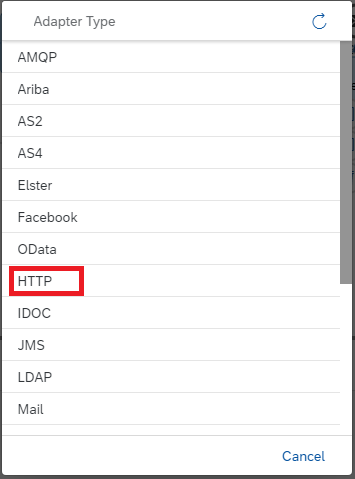 Adapter Type
AMQP
Ariba
AS2
AS4
Elster
Facebook
OData
HTTP
IDOC
JMS
LDAP
Mail
Cancel